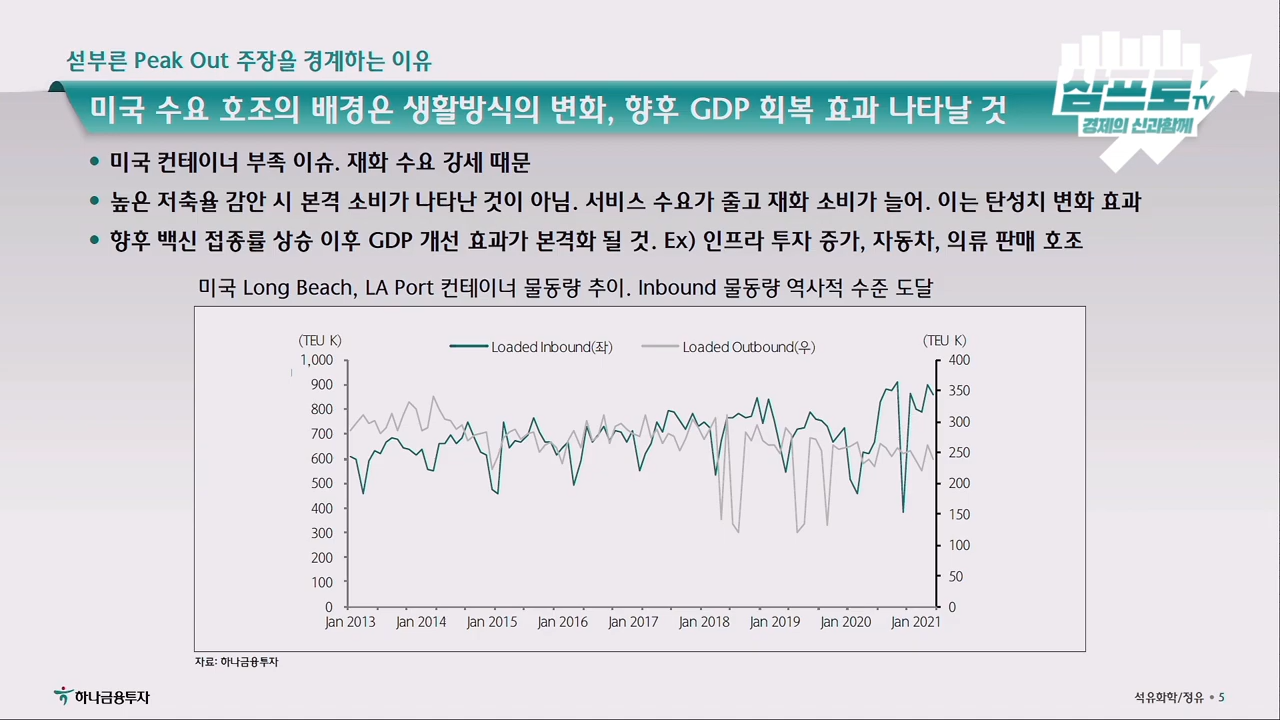 섣부른 Peak Out 주장을 경계하는 이유
미국 수요 호조의 배경은 생활방식의 변화, 향후 GDP 회복 효과 나타날 것
삼프로TV
경제의 신과함께
• 미국 컨테이너 부족 이슈. 재화 수요 강세 때문
• 높은 저축율 감안 시 본격 소비가 나타난 것이 아님. 서비스 수요가 줄고 재화 소비가 늘어. 이는 탄성치 변화 효과
• 향후 백신 접종률 상승 이후 GDP 개선 효과가 본격화 될 것. Ex) 인프라 투자 증가, 자동차, 의류 판매 호조
미국 Long Beach, LA Port 컨테이너 물동량 추이. Inbound 물동량 역사적 수준 도달
(TEU K)
Loaded Inbound(좌)
Loaded Outbound(우)
(TEU K)
1,000
900
800
700
600
500
400
300
200
100
0
400
350
300
250
200
150
100
50
0
Jan 2013 Jan 2014 Jan 2015 Jan 2016 Jan 2017 Jan 2018 Jan 2019 Jan 2020 Jan 2021
자료: 하나금융투자
하나금융투자
석유화학/정유 • 5